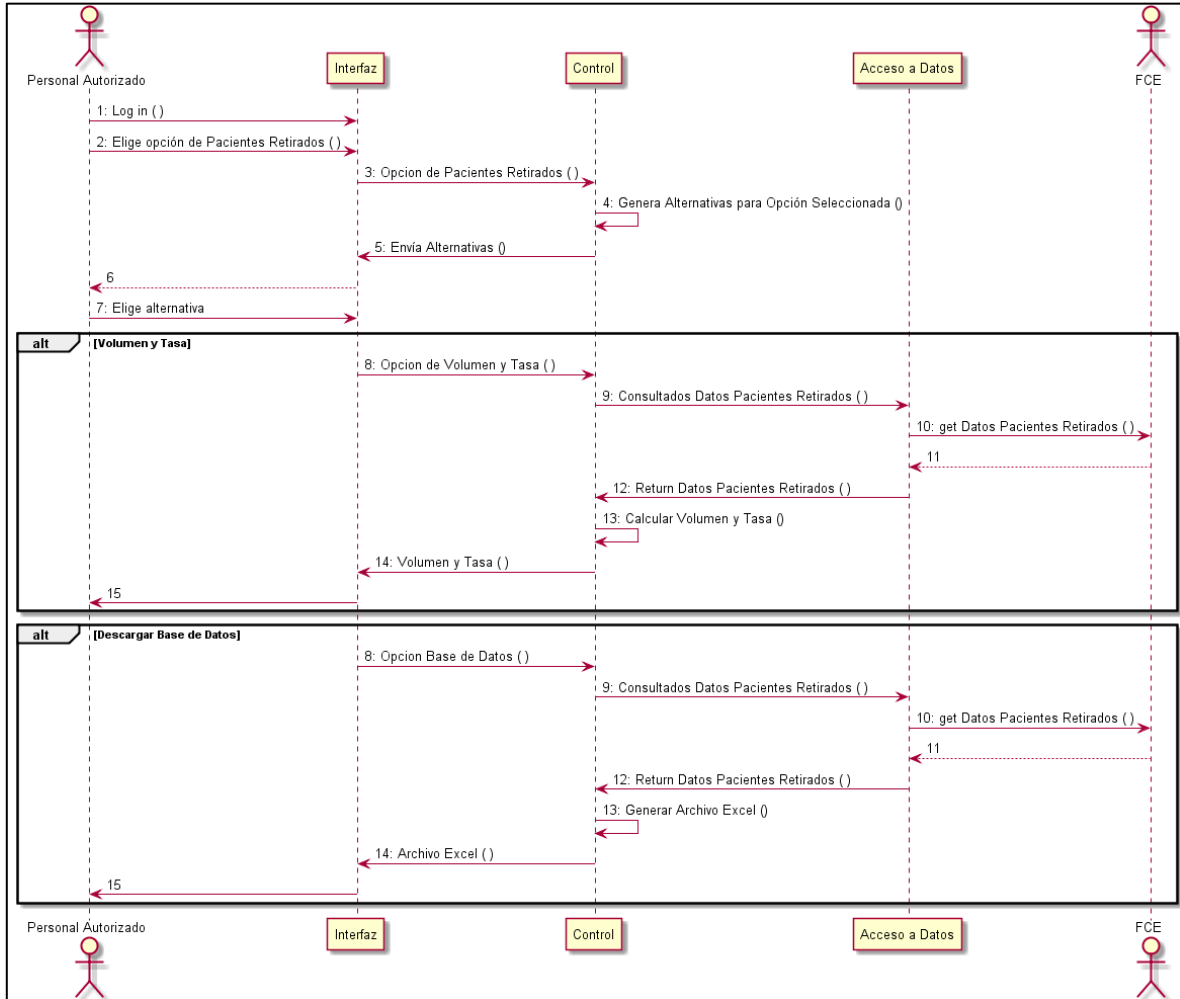 Personal Autorizado
Interfaz
Control
Acceso a Datos
FCE
1: Log in ( )
2: Elige opción de Pacientes Retirados ( )
3: Opcion de Pacientes Retirados ( )
4: Genera Alternativas para Opción Seleccionada ()
5: Envía Alternativas ()
6
7: Elige alternativa
alt [Volumen y Tasa]
8: Opcion de Volumen y Tasa ( )
9: Consultados Datos Pacientes Retirados ( )
10: get Datos Pacientes Retirados ( )
11
12: Return Datos Pacientes Retirados ( )
13: Calcular Volumen y Tasa ()
14: Volumen y Tasa ( )
15
alt [Descargar Base de Datos]
8: Opcion Base de Datos ( )
9: Consultados Datos Pacientes Retirados ( )
10: get Datos Pacientes Retirados ( )
11
12: Return Datos Pacientes Retirados ( )
13: Generar Archivo Excel ()
14: Archivo Excel ( )
15
Personal Autorizado
Interfaz
Control
Acceso a Datos
FCE